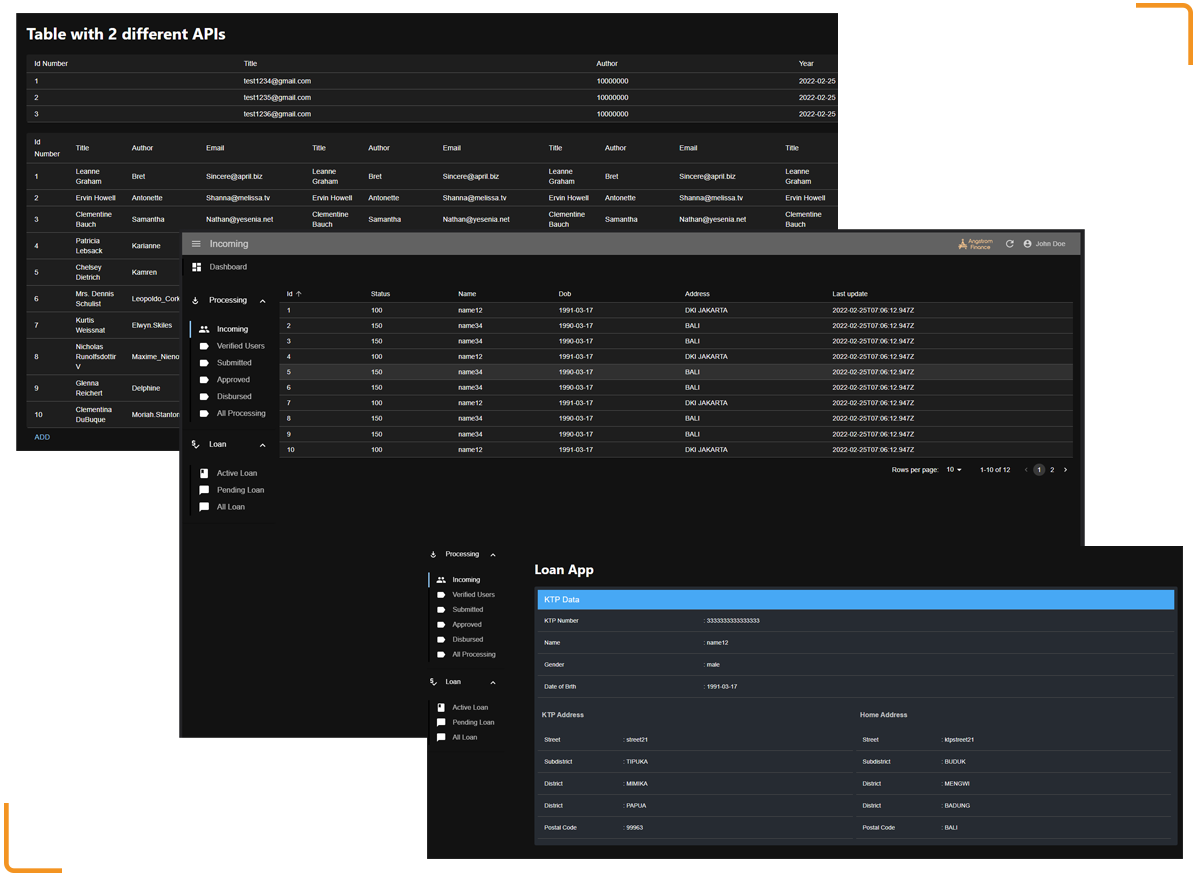 Table with 2 different APIs
Id Number Title Author Year
1 test1234@gmail.com 10000000 2022-02-25
2 test1235@gmail.com 10000000 2022-02-25
3 test1236@gmail.com 10000000 2022-02-25
Id Number Title Author Email Title Author Email Title Author Email Title
1 Leanne Graham Bret Sincere@april.biz Leanne Graham Bret Sincere@april.biz Leanne Graham Bret Sincere@april.biz Leanne Graham
2 Ervin Howell Antonette Shanna@melissa.tv Ervin Howell Antonette Shanna@melissa.tv Ervin Howell Antonette Shanna@melissa.tv Ervin Howell
3 Clementine Bauch Samantha Nathan@yesenia.net Clementine Bauch Samantha Nathan@yesenia.net Clementine Bauch Samantha Nathan@yesenia.net Clementine Bauch
4 Patricia Lebsack Karianne
5 Chelsey Dietrich Kamren
6 Mrs. Dennis Schulist Leopoldo_Cork
7 Kurtis Weissnat Elwyn.Skiles
8 Nicholas Runolfsdottir V Maxime_Nieno
9 Glenna Reichert Delphine
10 Clementina DuBuque Moriah.Stanton
ADD
Incoming Angstrom Finance John Doe
Dashboard
Processing
Incoming
Verified Users
Submitted
Approved
Disbursed
All Processing
Loan
Active Loan
Pending Loan
All Loan
Id Status Name Dob Address Last update
1 100 name12 1991-03-17 DKI JAKARTA 2022-02-25T07:06:12.947Z
2 150 name34 1990-03-17 BALI 2022-02-25T07:06:12.947Z
3 150 name34 1990-03-17 BALI 2022-02-25T07:06:12.947Z
4 100 name12 1991-03-17 DKI JAKARTA 2022-02-25T07:06:12.947Z
5 150 name34 1990-03-17 BALI 2022-02-25T07:06:12.947Z
6 150 name34 1990-03-17 BALI 2022-02-25T07:06:12.947Z
7 100 name12 1991-03-17 DKI JAKARTA 2022-02-25T07:06:12.947Z
8 150 name34 1990-03-17 BALI 2022-02-25T07:06:12.947Z
9 150 name34 1990-03-17 BALI 2022-02-25T07:06:12.947Z
10 100 name12 1991-03-17 DKI JAKARTA 2022-02-25T07:06:12.947Z
Rows per page: 10 1-10 of 12 1 2
Processing
Incoming
Verified Users
Submitted
Approved
Disbursed
All Processing
Loan
Active Loan
Pending Loan
All Loan
Loan App
KTP Data
KTP Number : 3333333333333333
Name : name12
Gender : male
Date of Brth : 1991-03-17
KTP Address Home Address
Street : street21 Street : ktpstreet21
Subdistrict : TIPUKA Subdistrict : BUDUK
District : MIMIKA District : MENGWI
District : PAPUA District : BADUNG
Postal Code : 99963 Postal Code : BALI